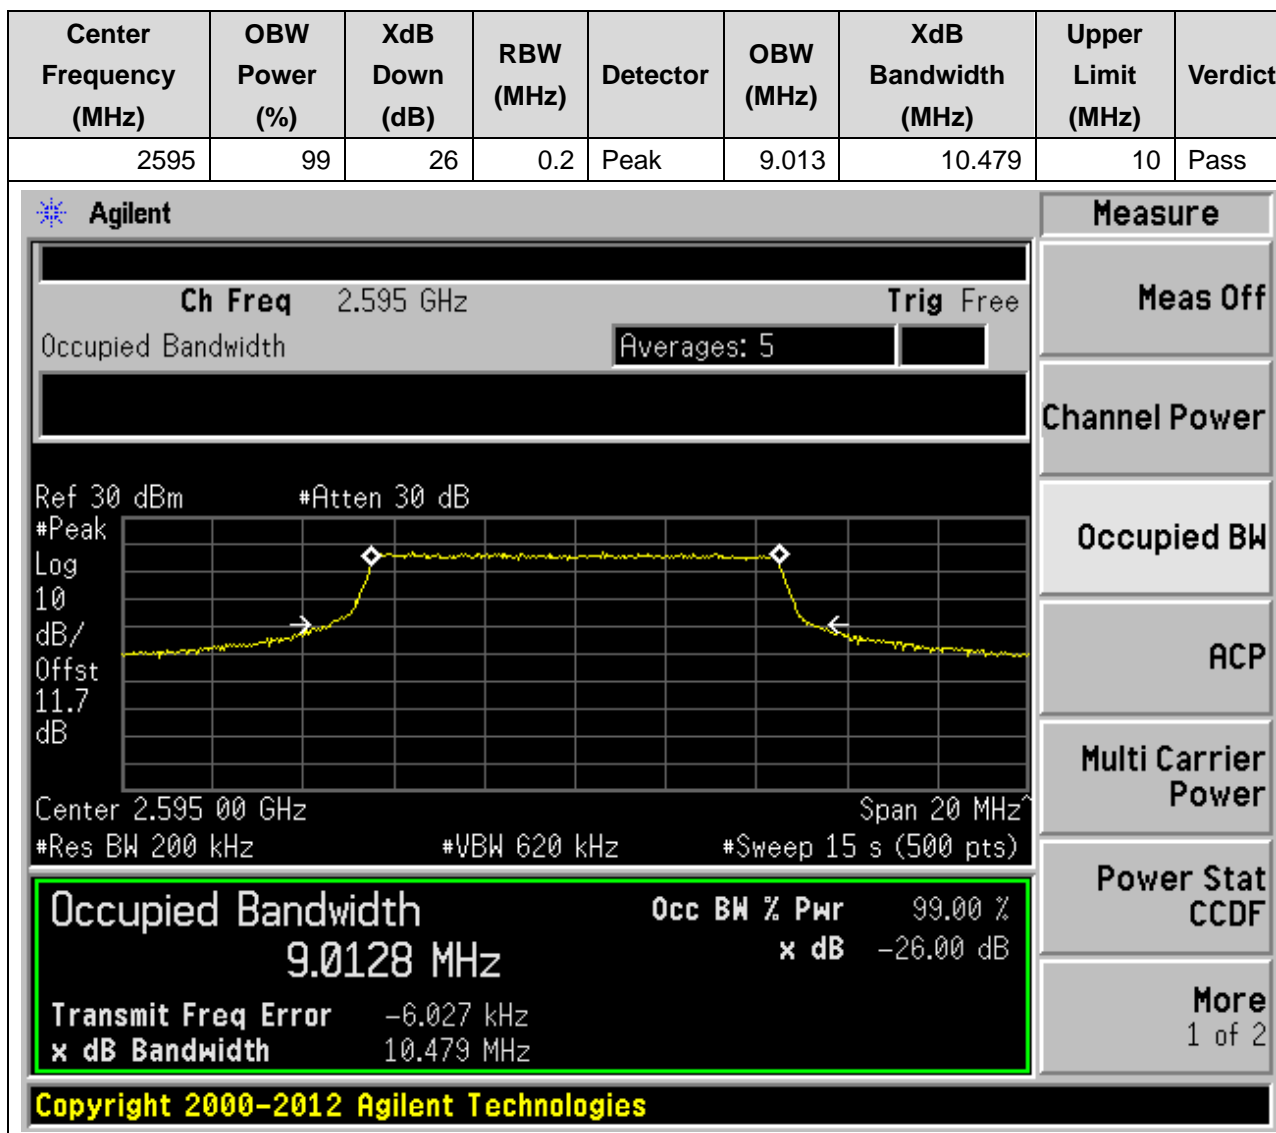 Center Frequency (MHz) OBW Power (%) XdB Down (dB) RBW (MHz) Detector OBW (MHz) XdB Bandwidth (MHz) Upper Limit (MHz) Verdict
2595 99 26 0.2 Peak 9.013 10.479 10 Pass
Agilent
Measure
Ch Freq 2.595 GHz Trig Free
Meas Off
Occupied Bandwidth Averages: 5
Channel Power
Ref 30 dBm #Atten 30 dB
#Peak
Log
10
dB/
Offst
11.7
dB
Occupied BW
ACP
Multi Carrier
Power
Center 2.595 00 GHz Span 20 MHz^
#Res BW 200 kHz #VBW 620 kHz #Sweep 15 s (500 pts)
Power Stat
CCDF
Occupied Bandwidth Occ BW % Pwr 99.00 %
9.0128 MHz x dB -26.00 dB
Transmit Freq Error -6.027 kHz
x dB Bandwidth 10.479 MHz
More
1 of 2
Copyright 2000-2012 Agilent Technologies